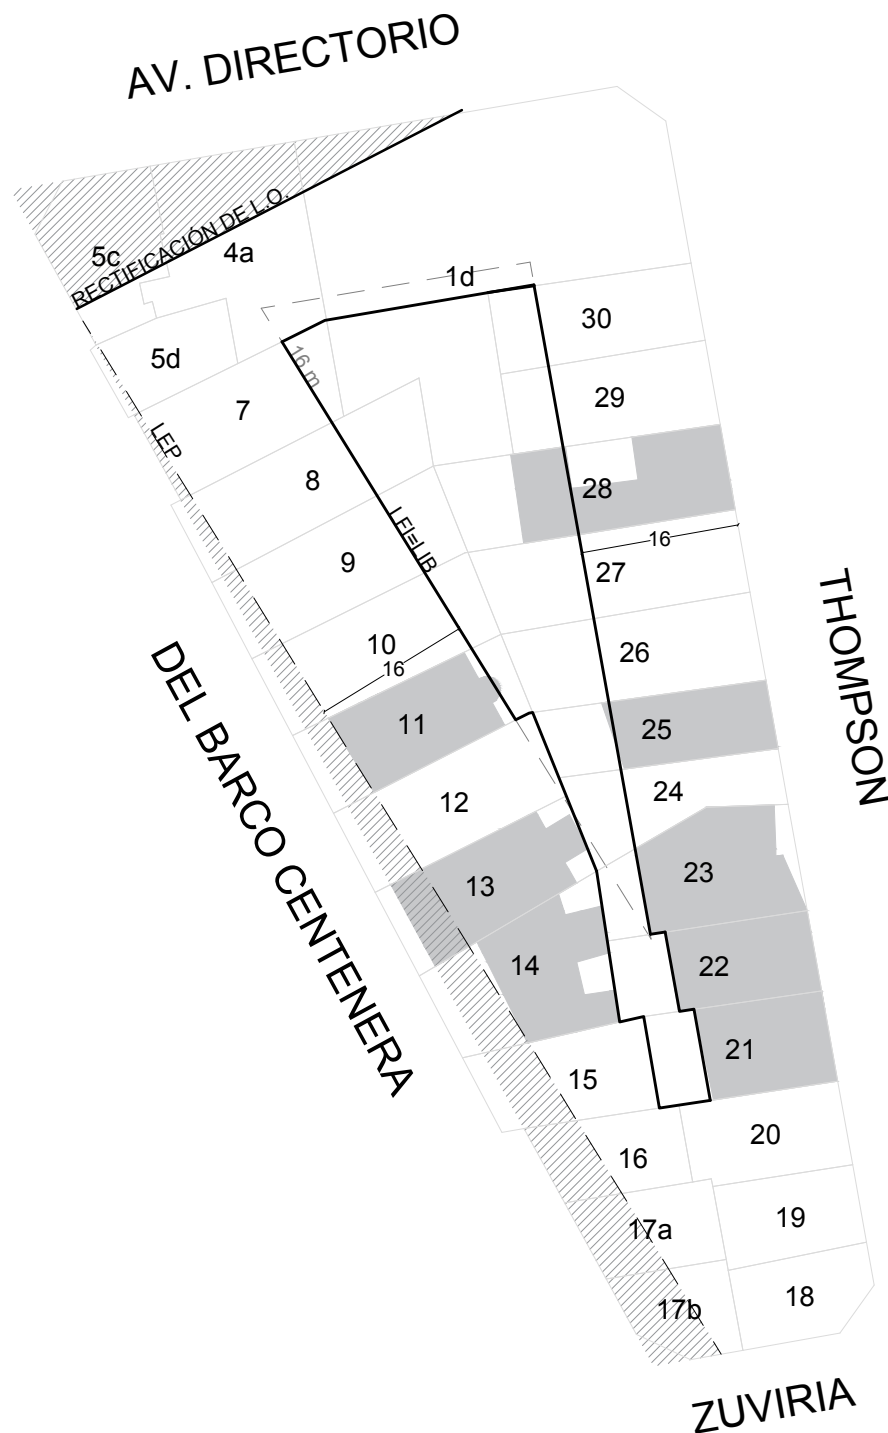 AV. DIRECTORIO
RECTIFICACIÓN DE L.O.
5c
4a
1d
30
5d
16 m
29
7
LEP
8
28
LFI=LIB
16
9
27
THOMPSON
10
26
16
DEL BARCO CENTENERA
11
25
12
24
13
23
14
22
15
21
16
20
17a
19
17b
18
ZUVIRIA